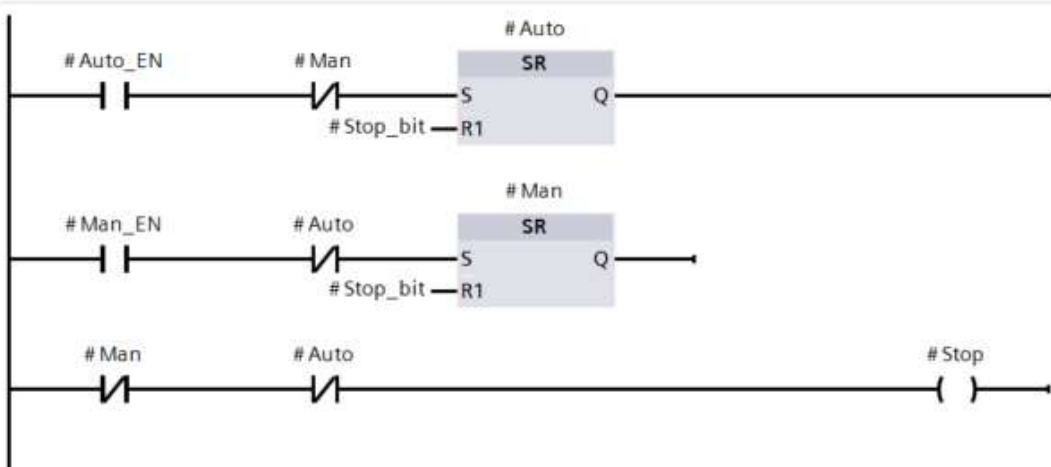 #Auto
#Auto_EN #Man SR
S Q
#Stop_bit R1
#Man
#Man_EN #Auto SR
S Q
#Stop_bit R1
#Man #Auto #Stop